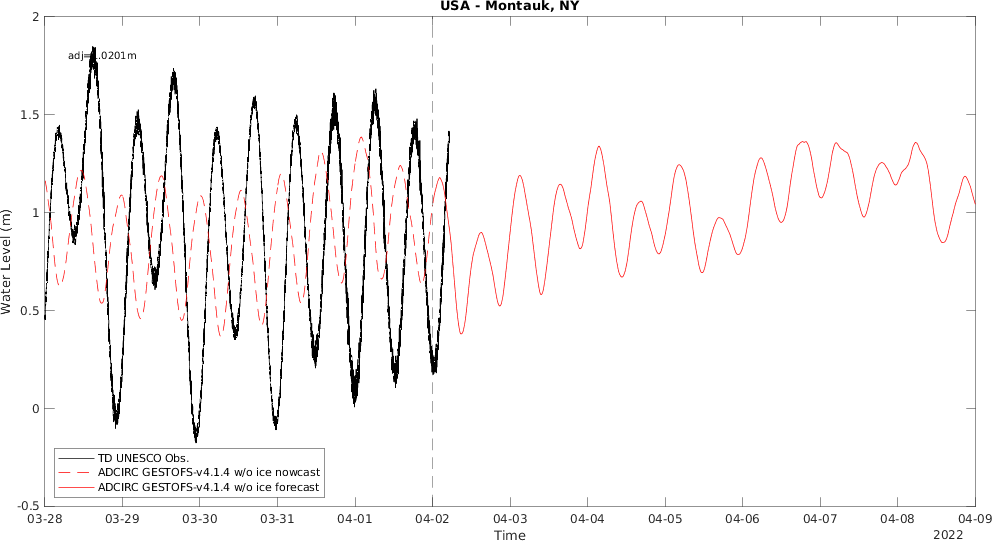 USA - Montauk, NY
2
1.5
1
0.5
0
-0.5
Water Level (m)
TD UNESCO Obs.
ADCIRC GESTOFS-v4.1.4 w/o ice nowcast
ADCIRC GESTOFS-v4.1.4 w/o ice forecast
03-28 03-29 03-30 03-31 04-01 04-02 04-03 04-04 04-05 04-06 04-07 04-08 04-09
Time
2022